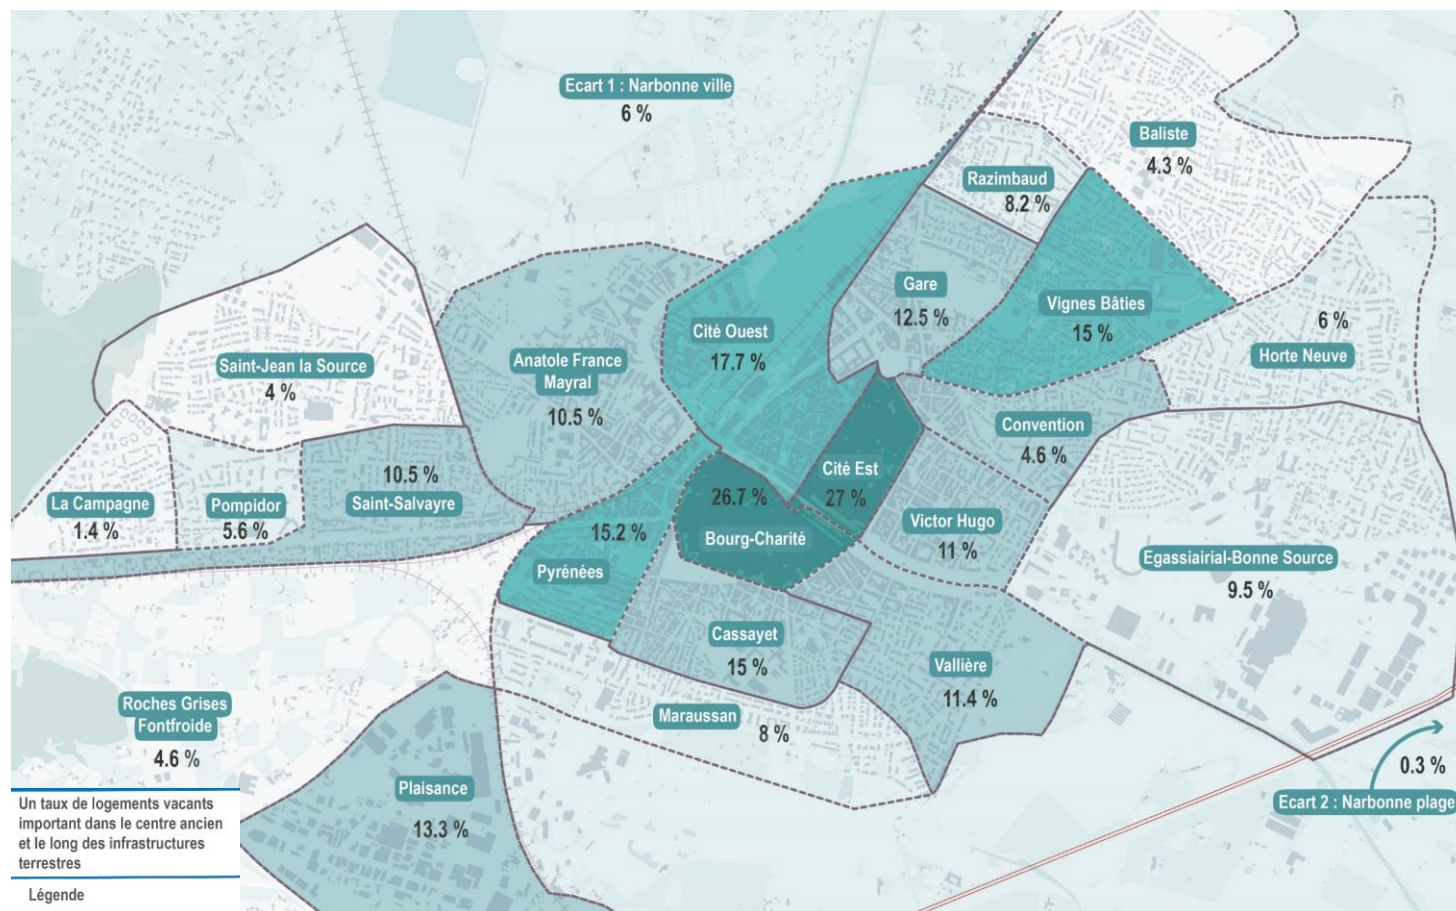 Ecart 1 : Narbonne ville
6 %
Baliste
4.3 %
Razimbaud
8.2 %
Gare
12.5 %
Vignes Bâties
15 %
6 %
Horte Neuve
Cité Ouest
17.7 %
Anatole France
Mayral
10.5 %
Saint-Jean la Source
4 %
Convention
4.6 %
Cité Est
27 %
10.5 %
Saint-Salvayre
La Campagne
1.4 %
Pompidor
5.6 %
26.7 %
Bourg-Charité
Victor Hugo
11 %
15.2 %
Pyrénées
Egassiairial-Bonne Source
9.5 %
Cassayet
15 %
Vallière
11.4 %
Maraussan
8 %
Roches Grises
Fontfroide
4.6 %
Plaisance
13.3 %
0.3 %
Ecart 2 : Narbonne plage
Un taux de logements vacants
important dans le centre ancien
et le long des infrastructures
terrestres
Légende